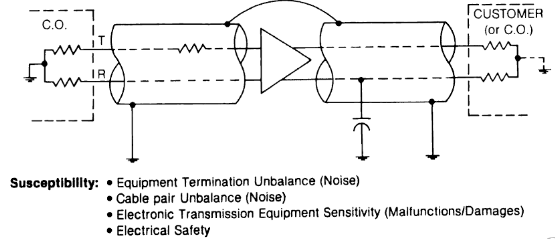 C.O.
CUSTOMER
(or C.O.)
T
R
Susceptibility: • Equipment Termination Unbalance (Noise)
• Cable pair Unbalance (Noise)
• Electronic Transmission Equipment Sensitivity (Malfunctions/Damages)
• Electrical Safety